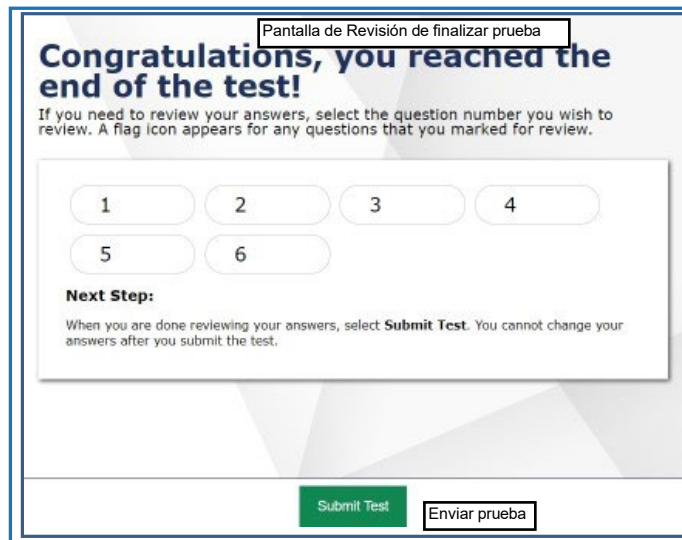 Pantalla de Revisión de finalizar prueba
Congratulations, you reached the
end of the test!
If you need to review your answers, select the question number you wish to
review. A flag icon appears for any questions that you marked for review.
1 2 3 4
5 6
Next Step:
When you are done reviewing your answers, select Submit Test. You cannot change your
answers after you submit the test.
Submit Test
Enviar prueba